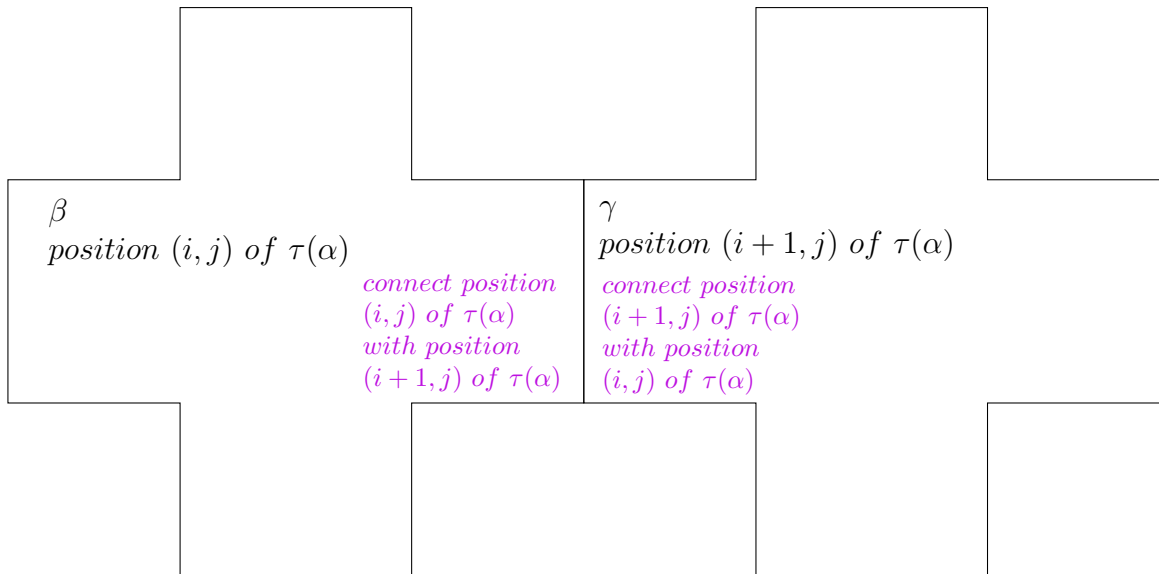 β
position (i, j) of τ(α)
connect position
(i, j) of τ(α)
with position
(i + 1, j) of τ(α)
γ
position (i + 1, j) of τ(α)
connect position
(i + 1, j) of τ(α)
with position
(i, j) of τ(α)